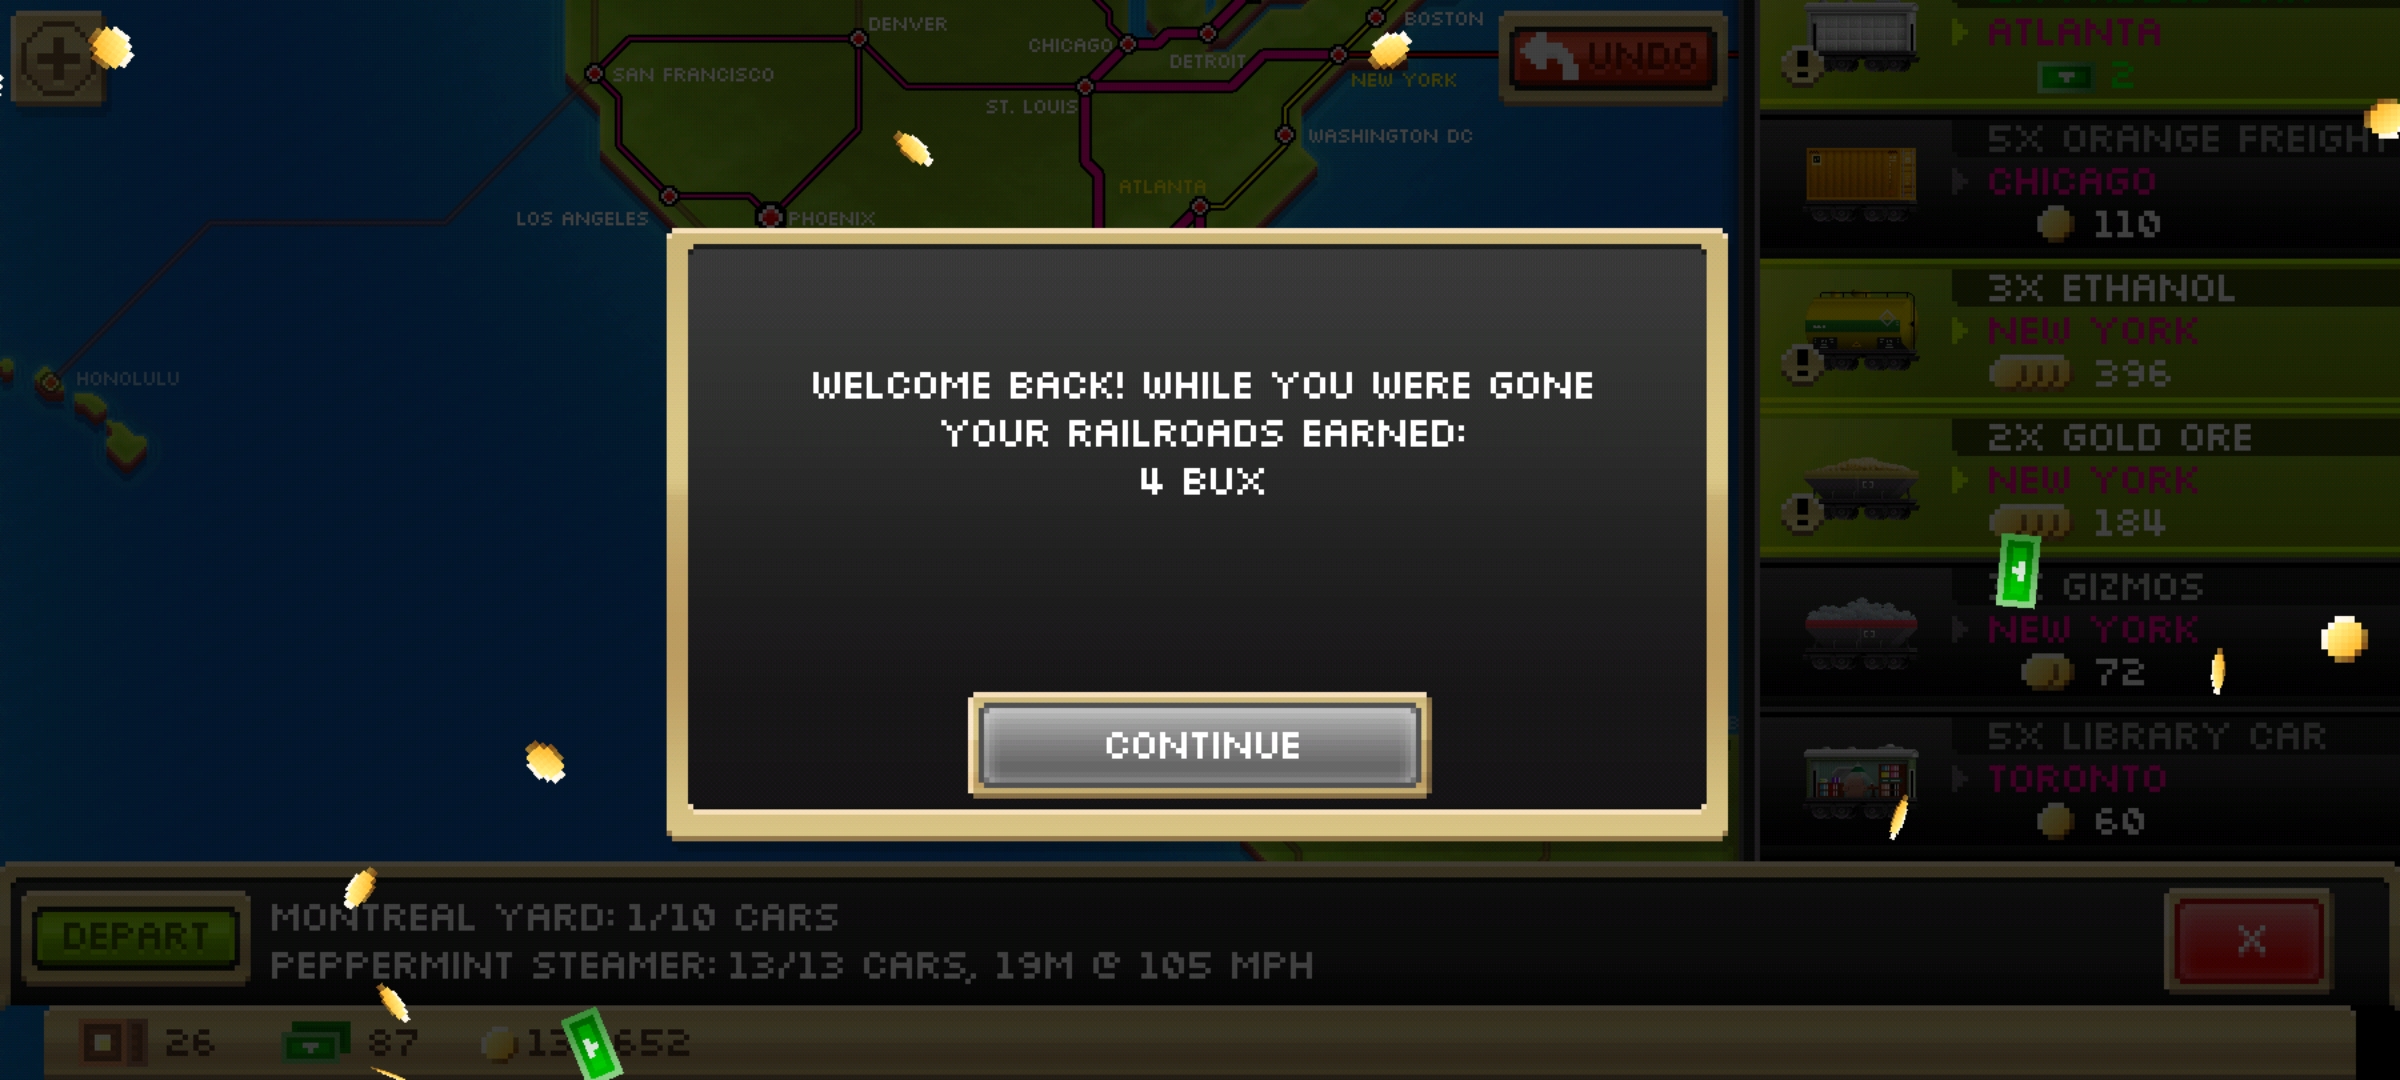 DENVER
BOSTON
CHICAGO
DETROIT
UNDO
SAN FRANCISCO
NEW YORK
ST. LOUIS
WASHINGTON DC
ATLANTA
LOS ANGELES
PHOENIX
HONOLULU
WELCOME BACK! WHILE YOU WERE GONE
YOUR RAILROADS EARNED:
4 BUX
CONTINUE
ATLANTA
2
5X ORANGE FREIGHT
CHICAGO
110
3X ETHANOL
NEW YORK
396
2X GOLD ORE
NEW YORK
184
GIZMOS
NEW YORK
72
5X LIBRARY CAR
TORONTO
60
DEPART
MONTREAL YARD: 1/10 CARS
PEPPERMINT STEAMER: 13/13 CARS, 19M @ 105 MPH
X
26
87